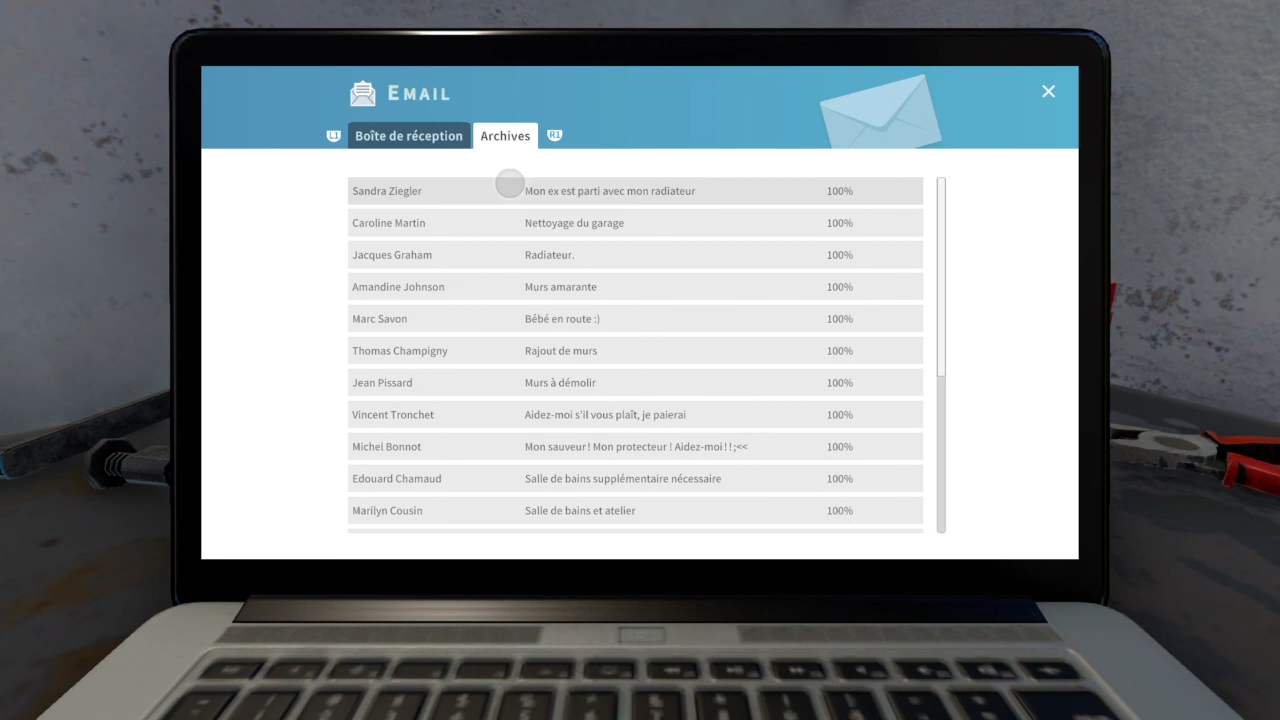 EMAIL
L1 Boîte de réception Archives R1
Sandra Ziegler Mon ex est parti avec mon radiateur 100%
Caroline Martin Nettoyage du garage 100%
Jacques Graham Radiateur. 100%
Amandine Johnson Murs amarante 100%
Marc Savon Bébé en route :) 100%
Thomas Champigny Rajout de murs 100%
Jean Pissard Murs à démolir 100%
Vincent Tronchet Aidez-moi s'il vous plaît, je paierai 100%
Michel Bonnot Mon sauveur ! Mon protecteur ! Aidez-moi ! ! ;<< 100%
Edouard Chamaud Salle de bains supplémentaire nécessaire 100%
Marilyn Cousin Salle de bains et atelier 100%